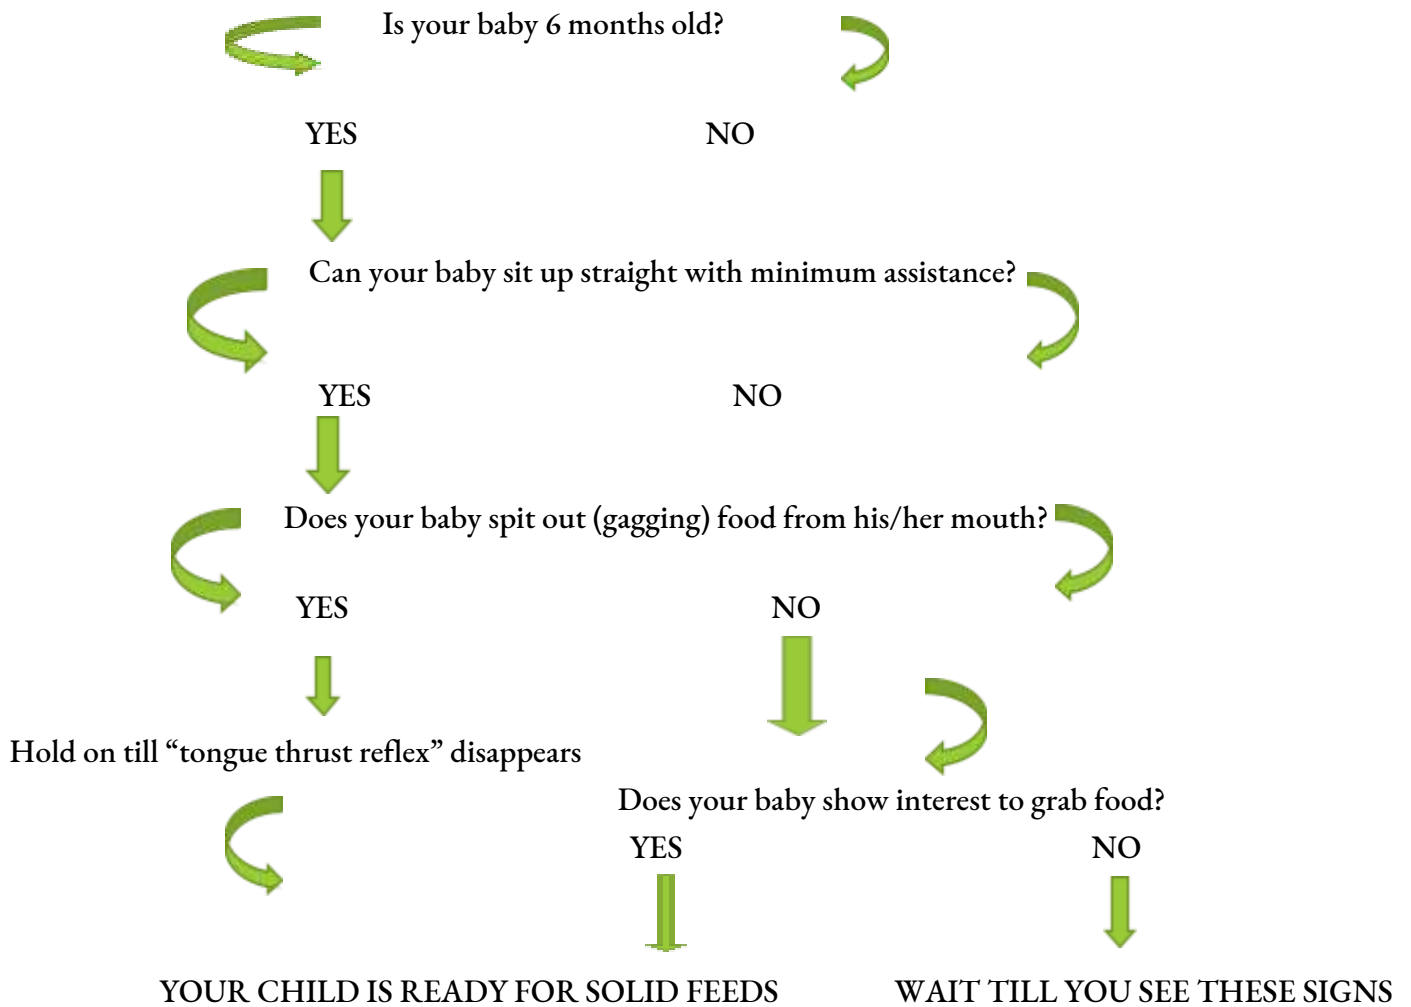 Is your baby 6 months old?
YES NO
Can your baby sit up straight with minimum assistance?
YES NO
Does your baby spit out (gagging) food from his/her mouth?
YES NO
Hold on till “tongue thrust reflex” disappears
Does your baby show interest to grab food?
YES NO
YOUR CHILD IS READY FOR SOLID FEEDS WAIT TILL YOU SEE THESE SIGNS